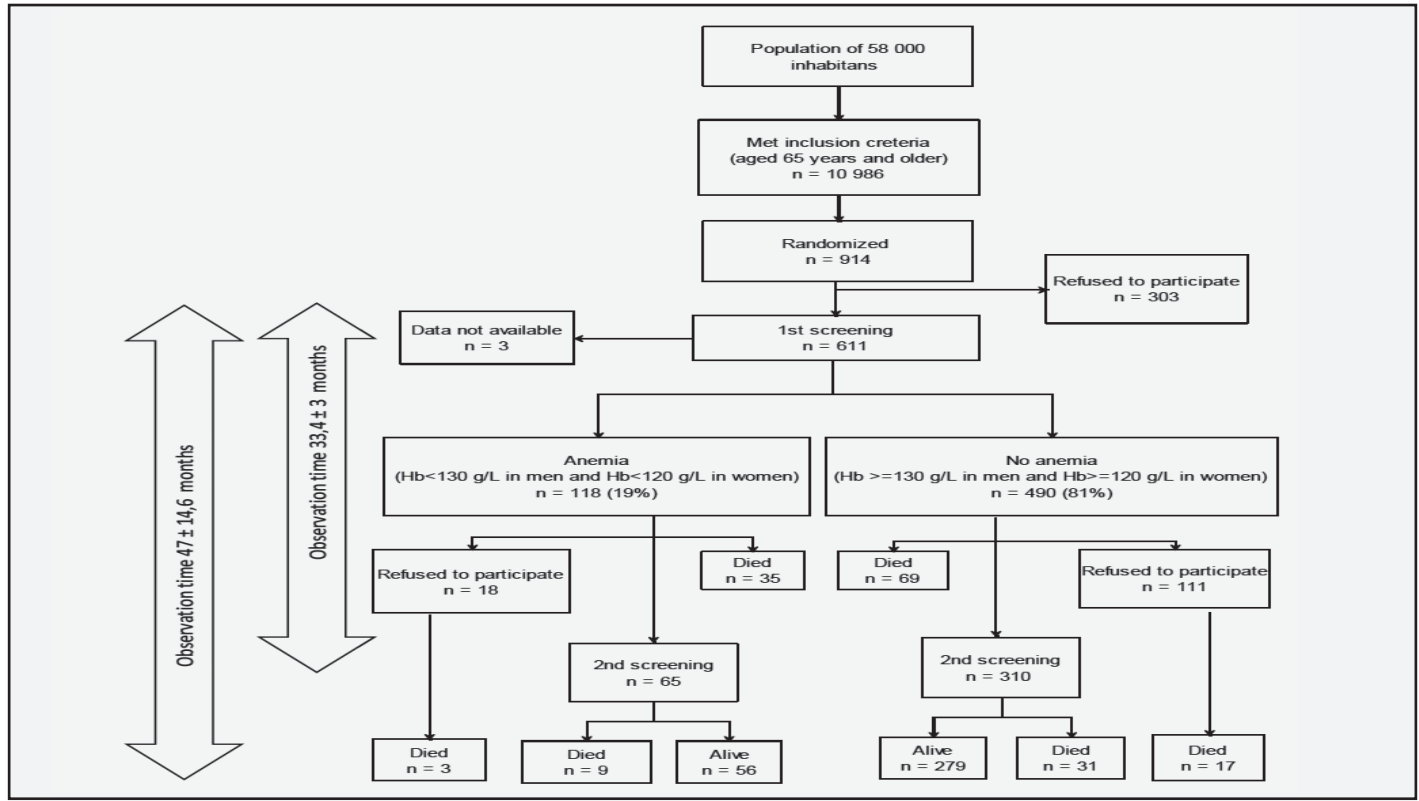 Population of 58 000
inhabitans
Met inclusion creteria
(aged 65 years and older)
n = 10 986
Randomized
n = 914
Refused to participate
n = 303
Data not available
n = 3
1st screening
n = 611
Observation time 47 ± 14,6 months
Observation time 33,4 ± 3 months
Anemia
(Hb<130 g/L in men and Hb<120 g/L in women)
n = 118 (19%)
No anemia
(Hb >=130 g/L in men and Hb>=120 g/L in women)
n = 490 (81%)
Refused to participate
n = 18
Died
n = 35
Died
n = 69
Refused to participate
n = 111
2nd screening
n = 65
2nd screening
n = 310
Died
n = 3
Died
n = 9
Alive
n = 56
Alive
n = 279
Died
n = 31
Died
n = 17